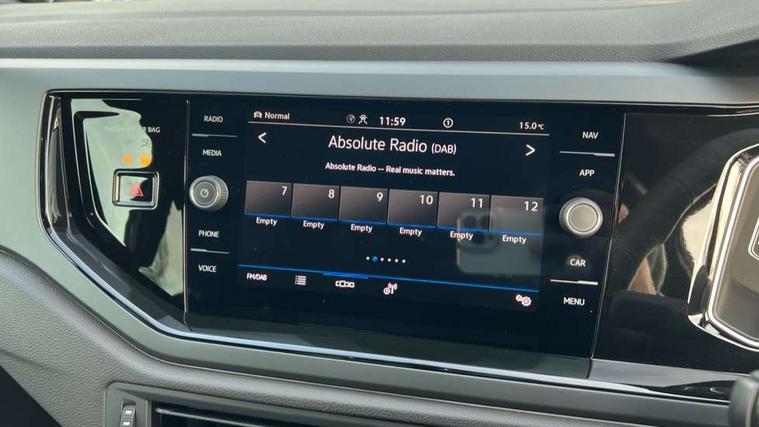 RADIO
MEDIA
PHONE
VOICE
Normal
11:59
15.0°C
Absolute Radio (DAB)
Absolute Radio -- Real music matters.
7 8 9 10 11 12
Empty Empty Empty Empty Empty Empty
FM/DAB
NAV
APP
CAR
MENU